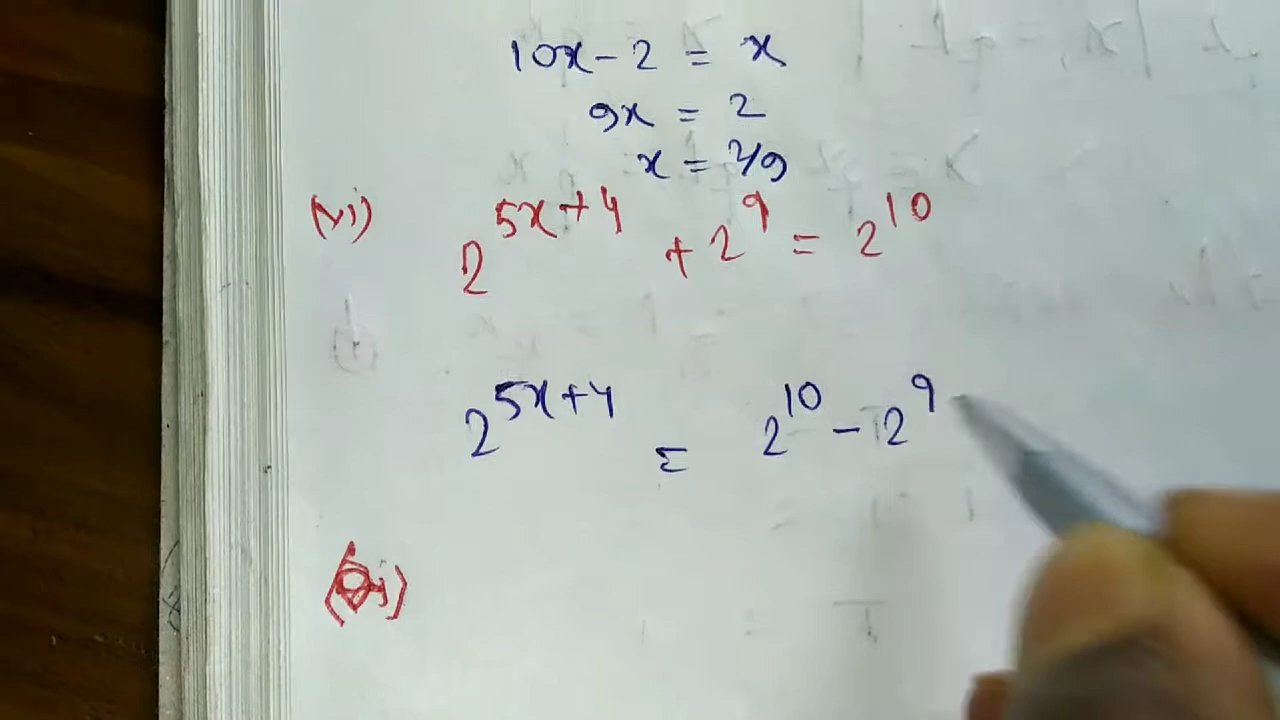 10x - 2 = x
9x = 2
x = 2/9
(vi) 2^{5x+4} + 2^9 = 2^{10}
2^{5x+4} = 2^{10} - 2^9